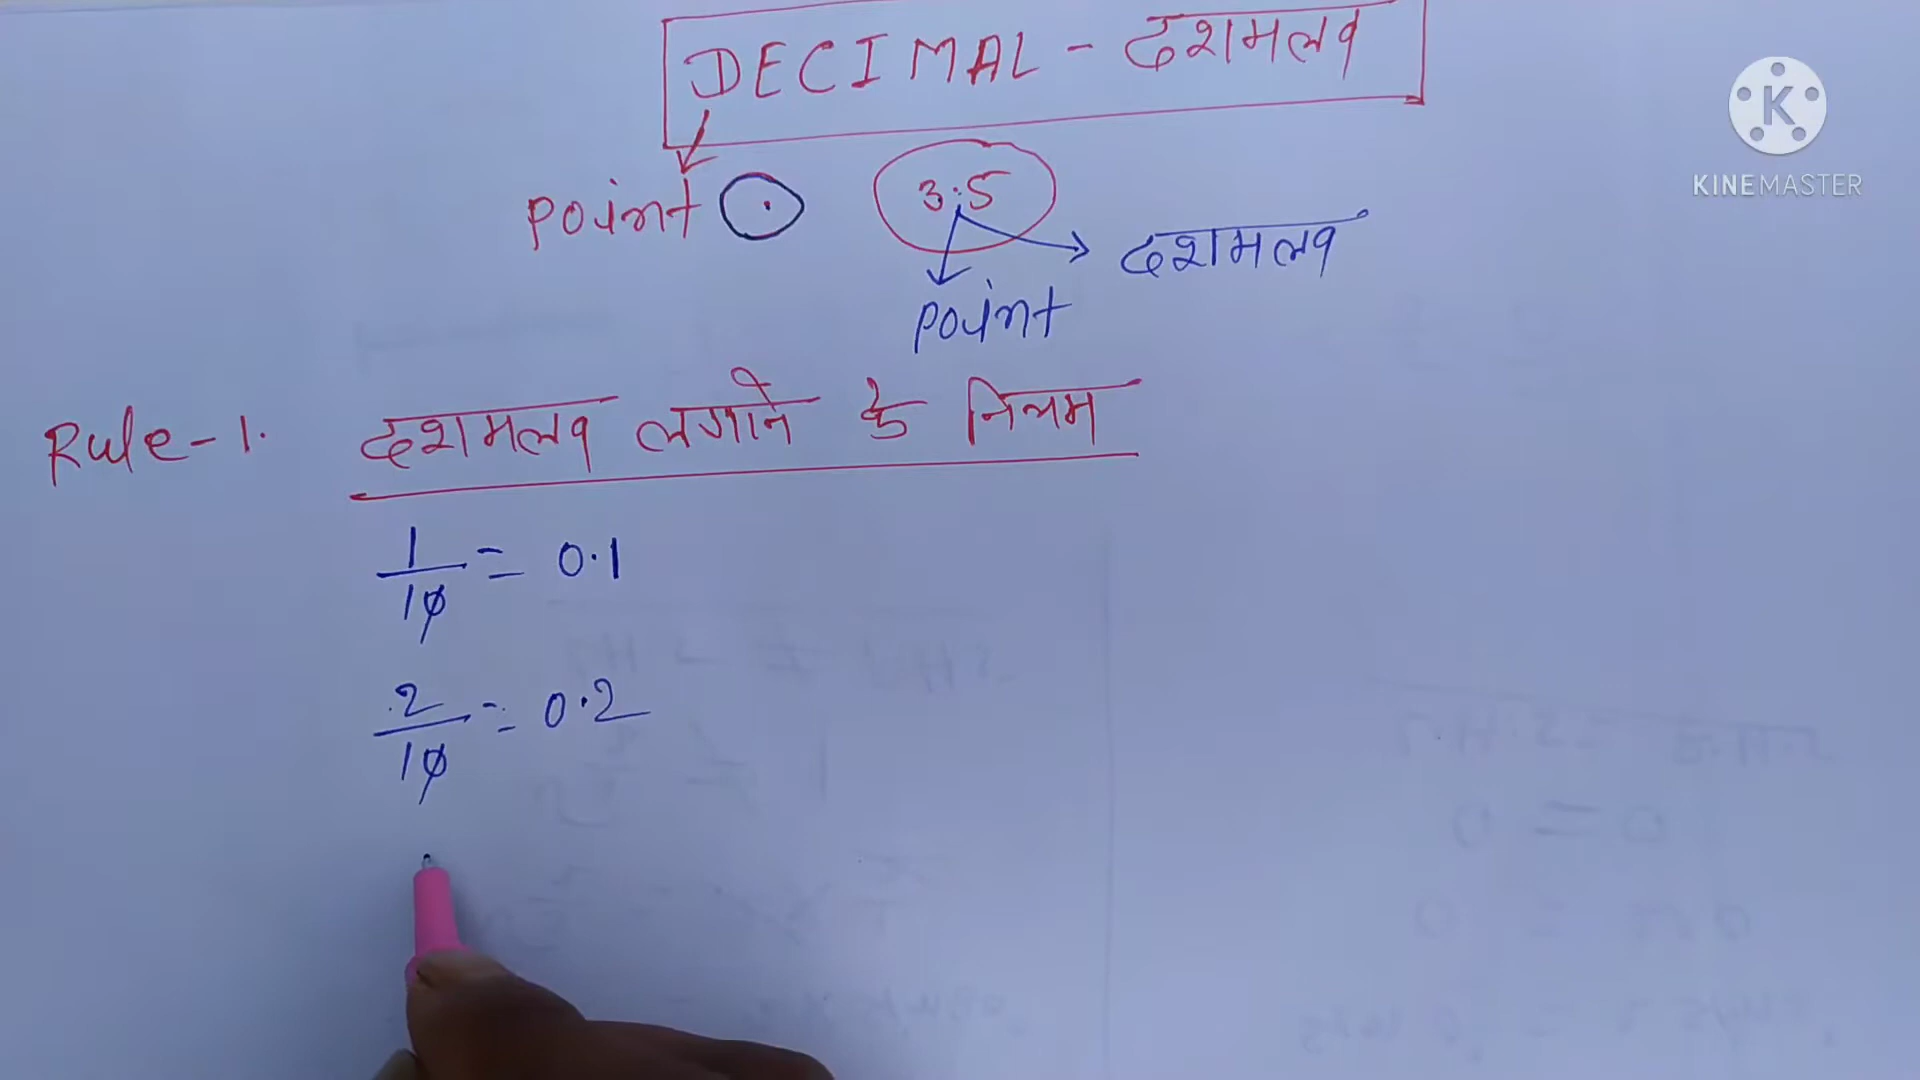 DECIMAL - दशमलव
K
KINEMASTER
point . 3.5
दशमलव
point
Rule-1. दशमलव लगाने के नियम
1/10 = 0.1
2/10 = 0.2